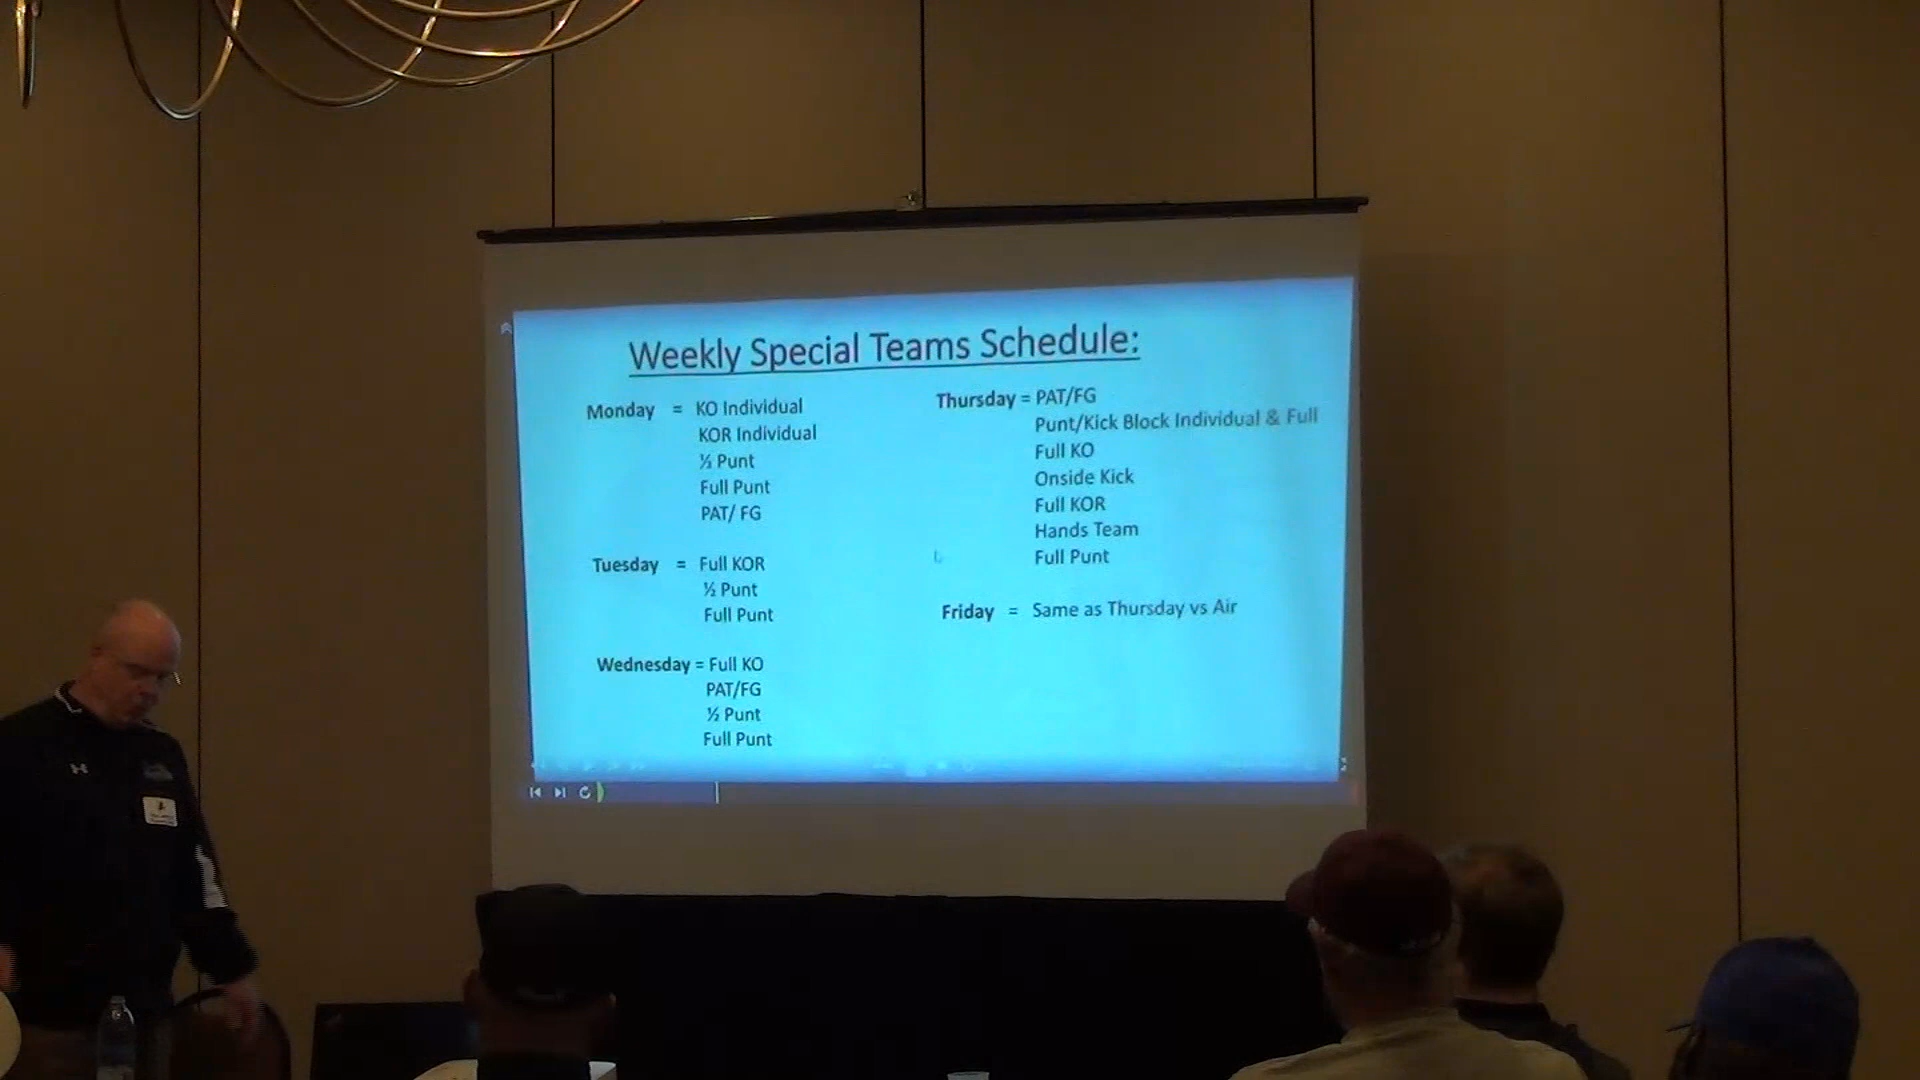 Weekly Special Teams Schedule:
Monday = KO Individual
KOR Individual
½ Punt
Full Punt
PAT/ FG
Tuesday = Full KOR
½ Punt
Full Punt
Wednesday = Full KO
PAT/FG
½ Punt
Full Punt
Thursday = PAT/FG
Punt/Kick Block Individual & Full
Full KO
Onside Kick
Full KOR
Hands Team
Full Punt
Friday = Same as Thursday vs Air